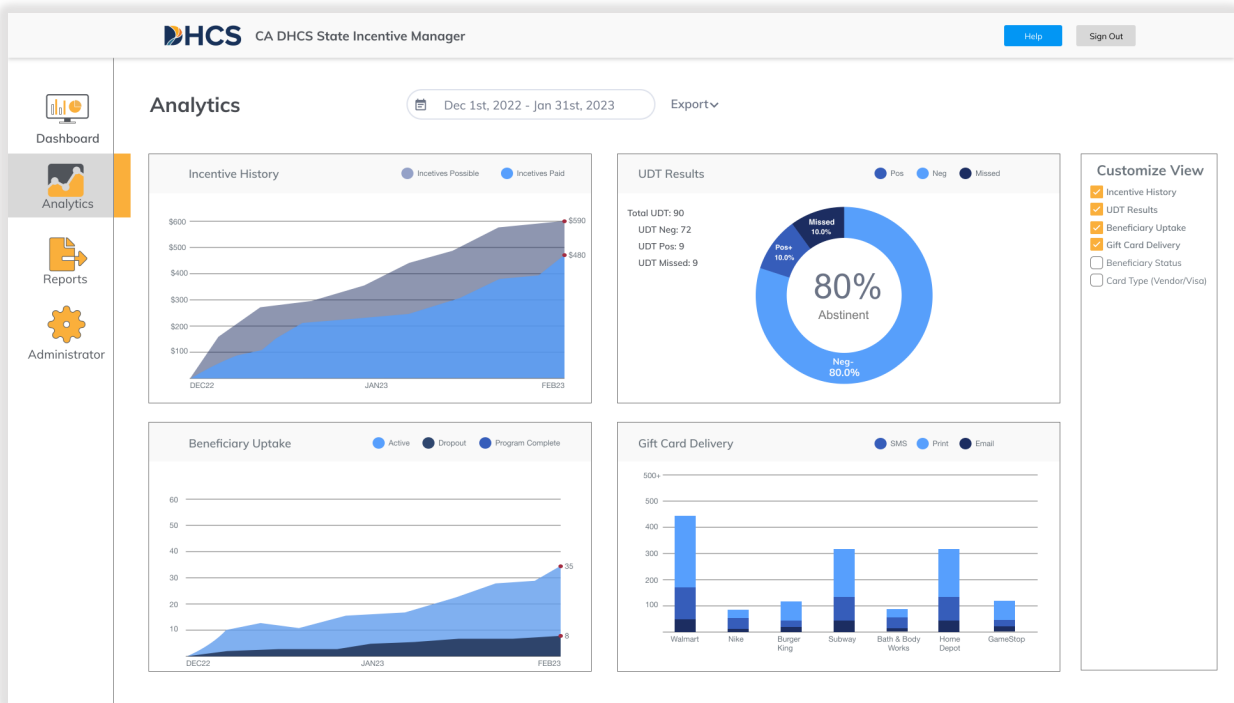 DHCS CA DHCS State Incentive Manager
Help
Sign Out
Dashboard
Analytics
Reports
Administrator
Analytics
Dec 1st, 2022 - Jan 31st, 2023
Export
Incentive History
Incetives Possible
Incetives Paid
$600
$500
$400
$300
$200
$100
$590
$480
DEC22
JAN23
FEB23
UDT Results
Pos
Neg
Missed
Total UDT: 90
UDT Neg: 72
UDT Pos: 9
UDT Missed: 9
Missed
10.0%
Pos+
10.0%
80%
Abstinent
Neg-
80.0%
Customize View
Incentive History
UDT Results
Beneficiary Uptake
Gift Card Delivery
Beneficiary Status
Card Type (Vendor/Visa)
Beneficiary Uptake
Active
Dropout
Program Complete
60
50
40
30
20
10
35
8
DEC22
JAN23
FEB23
Gift Card Delivery
SMS
Print
Email
500+
500
400
300
200
100
Walmart
Nike
Burger
King
Subway
Bath & Body
Works
Home
Depot
GameStop